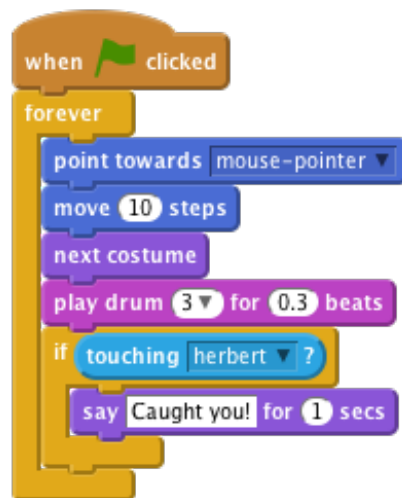 when clicked
forever
point towards mouse-pointer
move 10 steps
next costume
play drum 3 for 0.3 beats
if touching herbert ?
say Caught you! for 1 secs